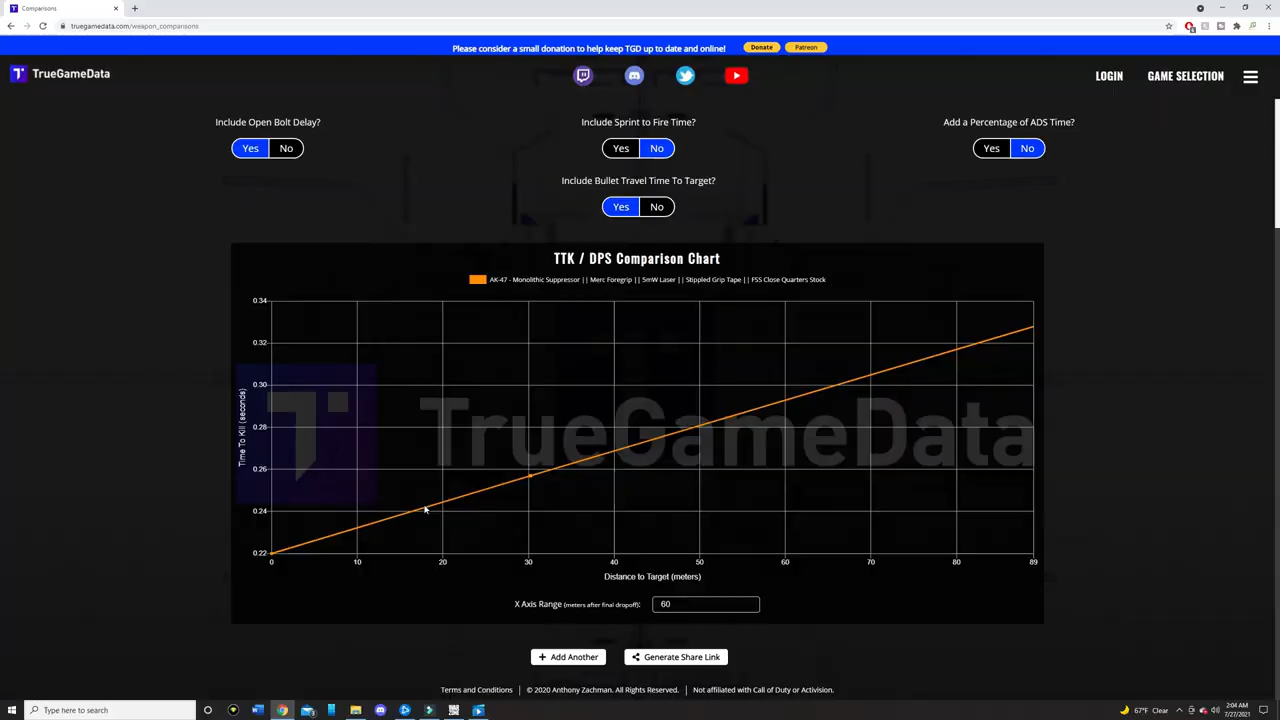 Comparisons
truegamedata.com/weapon_comparisons
Please consider a small donation to help keep TGD up to date and online!
Donate
Patreon
TrueGameData
LOGIN
GAME SELECTION
Include Open Bolt Delay?
Include Sprint to Fire Time?
Add a Percentage of ADS Time?
Yes No
Yes No
Yes No
Include Bullet Travel Time To Target?
Yes No
TTK / DPS Comparison Chart
AK-47 - Monolithic Suppressor || Merc Foregrip || 5mW Laser || Stippled Grip Tape || FSS Close Quarters Stock
0.34
0.32
0.30
0.28
0.26
0.24
0.22
Time To Kill (seconds)
TrueGameData
0 10 20 30 40 50 60 70 80 89
Distance to Target (meters)
X Axis Range (meters after final dropoff):
60
+ Add Another
Generate Share Link
Terms and Conditions
© 2020 Anthony Zachman. All Rights Reserved.
Not affiliated with Call of Duty or Activision.
Type here to search
67°F Clear
2:04 AM
7/27/2021